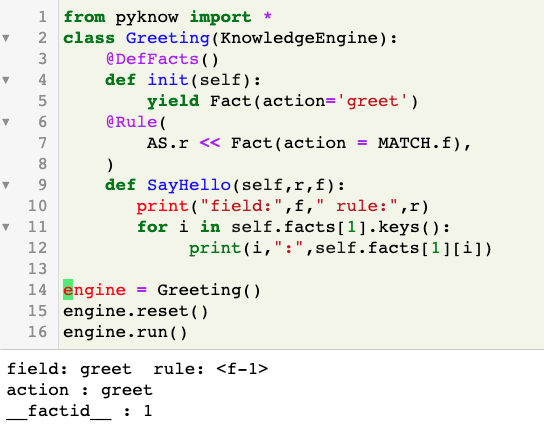 1 from pyknow import *
2 class Greeting(KnowledgeEngine):
3     @DefFacts()
4     def init(self):
5         yield Fact(action='greet')
6     @Rule(
7         AS.r << Fact(action = MATCH.f),
8     )
9     def SayHello(self,r,f):
10        print("field:",f," rule:",r)
11        for i in self.facts[1].keys():
12             print(i,":",self.facts[1][i])
13
14 engine = Greeting()
15 engine.reset()
16 engine.run()
field: greet  rule: <f-1>
action : greet
__factid__ : 1